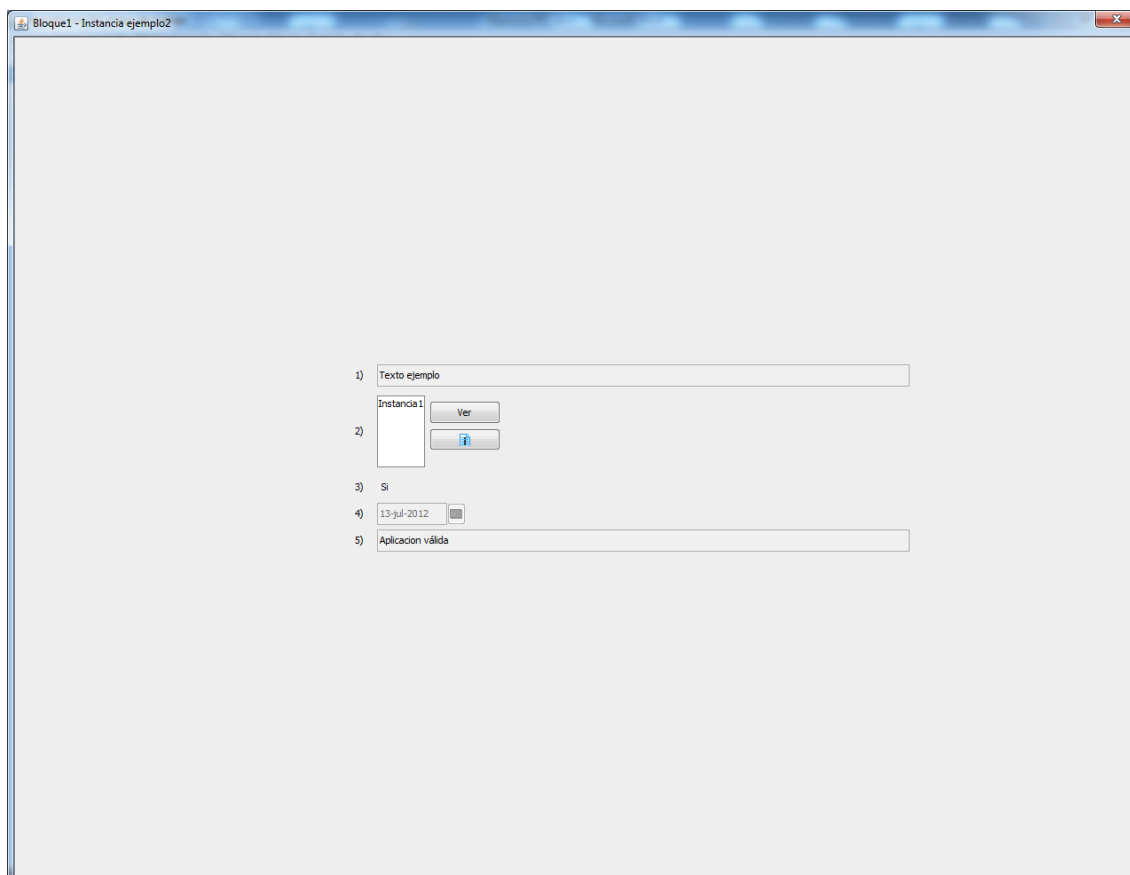 Bloque1 - Instancia ejemplo2
1) Texto ejemplo
2) Instancia1
Ver
3) Si
4) 13-jul-2012
5) Aplicacion válida